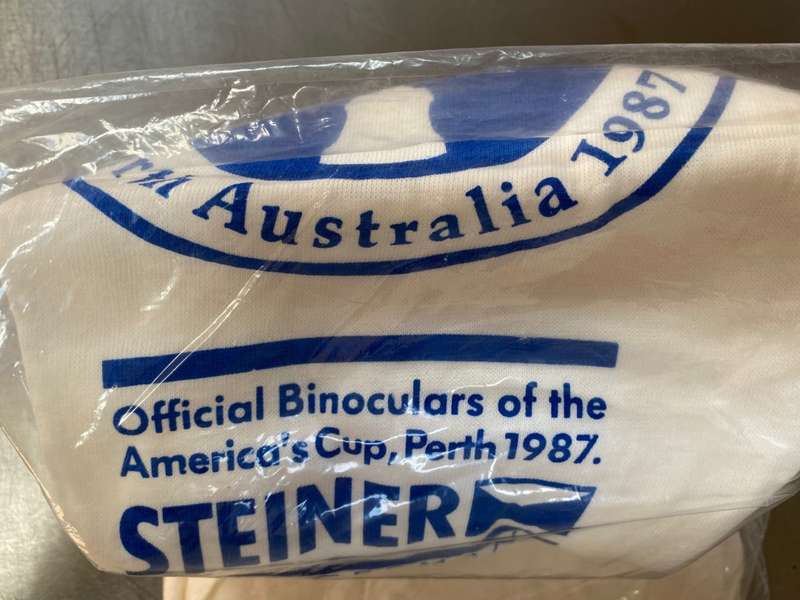 Australia 1987
Official Binoculars of the
America's Cup, Perth 1987.
STEINER